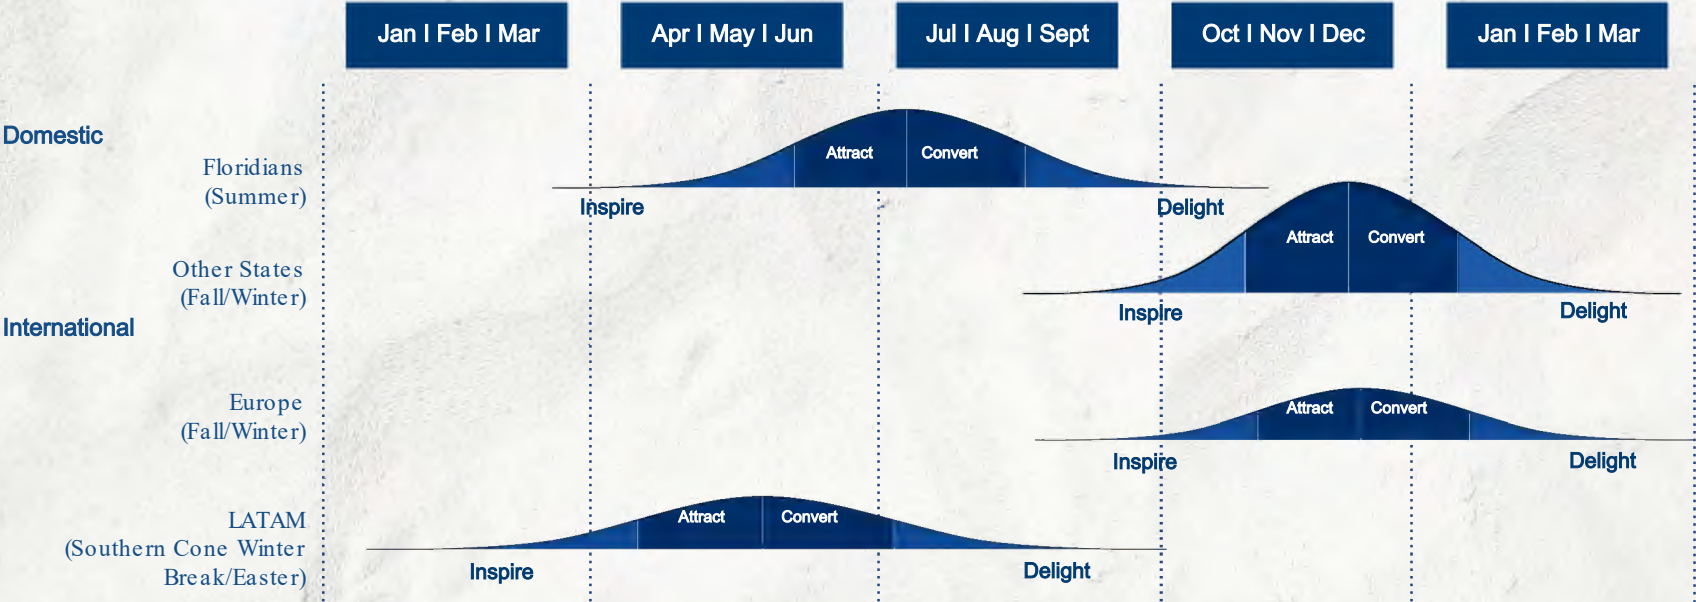 Jan I Feb I Mar
Apr I May I Jun
Jul I Aug I Sept
Oct I Nov I Dec
Jan I Feb I Mar
Domestic
Floridians
(Summer)
Attract
Convert
Inspire
Delight
Other States
(Fall/Winter)
Attract
Convert
Inspire
Delight
International
Europe
(Fall/Winter)
Attract
Convert
Inspire
Delight
LATAM
(Southern Cone Winter
Break/Easter)
Attract
Convert
Inspire
Delight